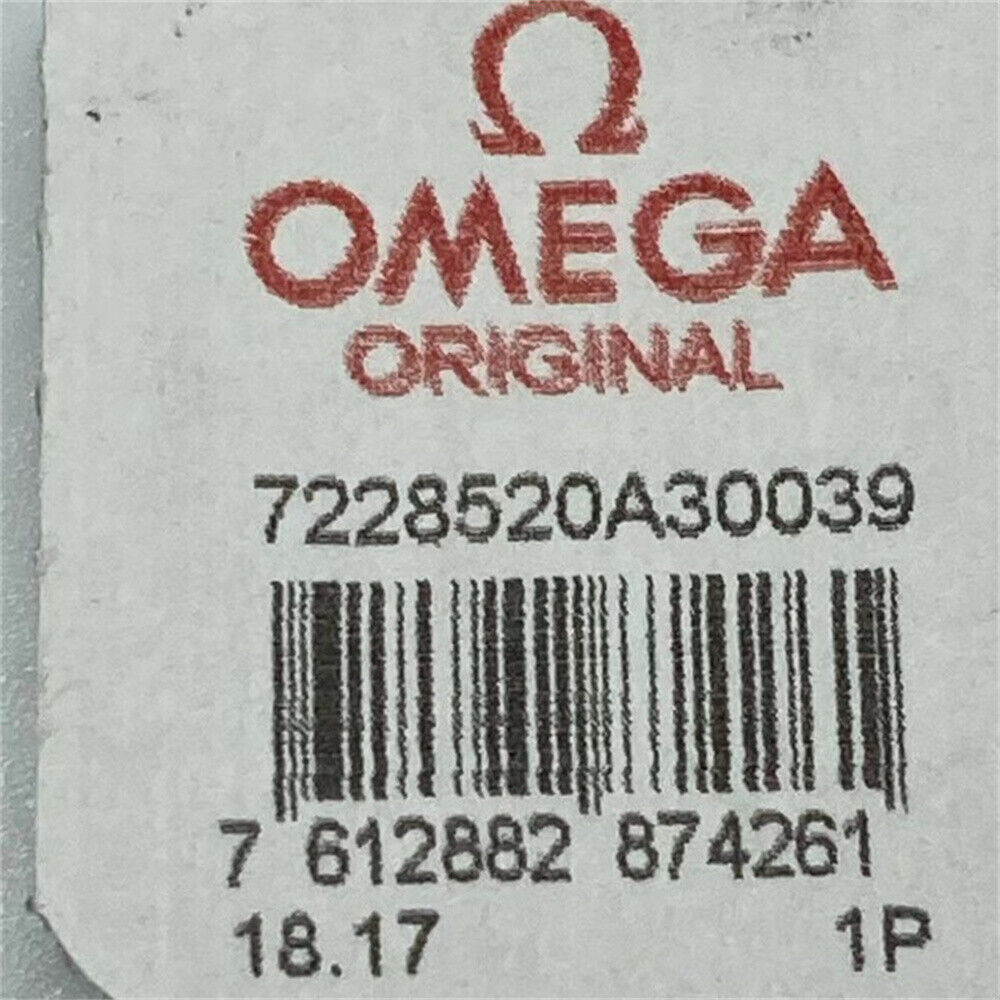 Ω
OMEGA
ORIGINAL
7228520A30039
7 612882 874261
18.17 1P